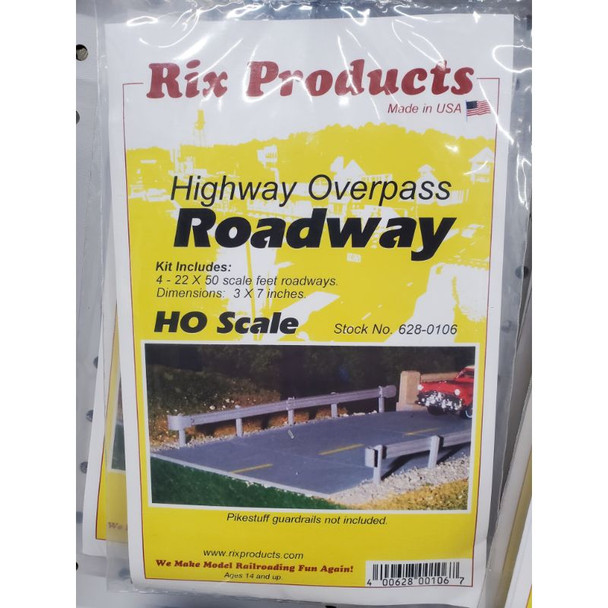 Rix Products
Made in USA
Highway Overpass
Roadway
Kit Includes:
4 - 22 X 50 scale feet roadways.
Dimensions: 3 X 7 inches.
HO Scale
Stock No. 628-0106
Pikestuff guardrails not included.
www.rixproducts.com
We Make Model Railroading Fun Again!
Ages 14 and up.
4 00628 00106 7